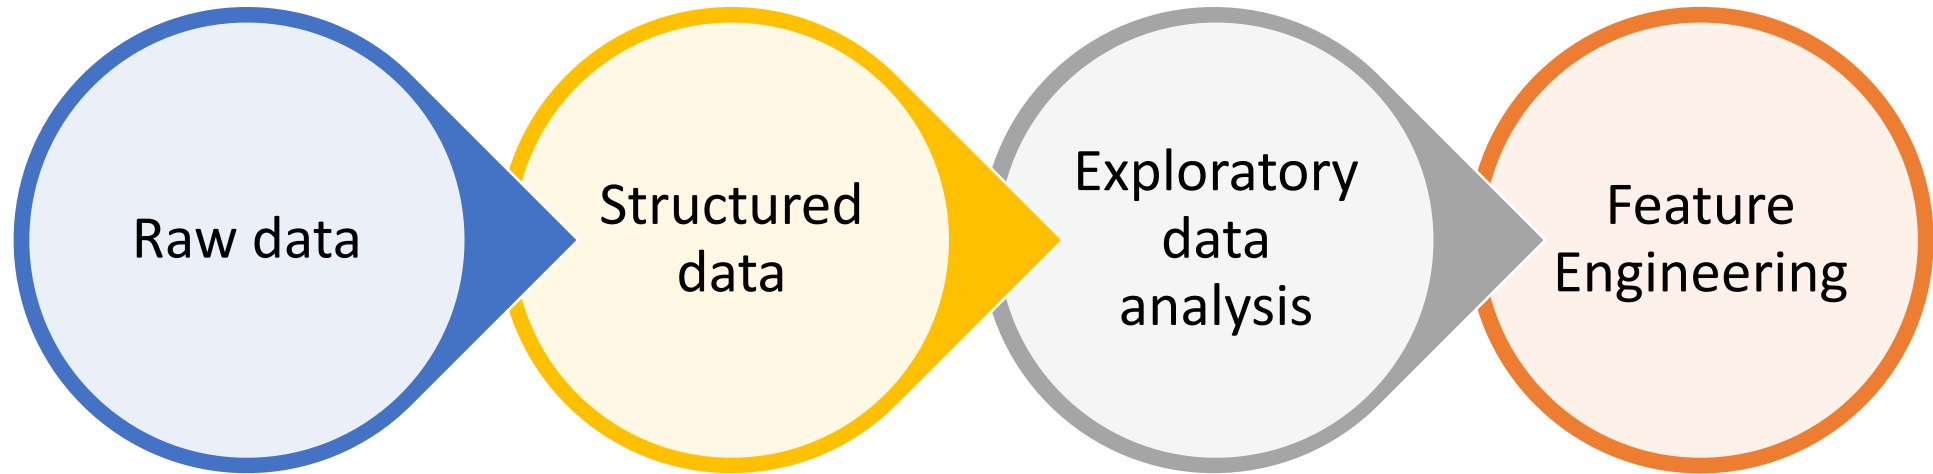 Raw data
Structured
data
Exploratory
data
analysis
Feature
Engineering